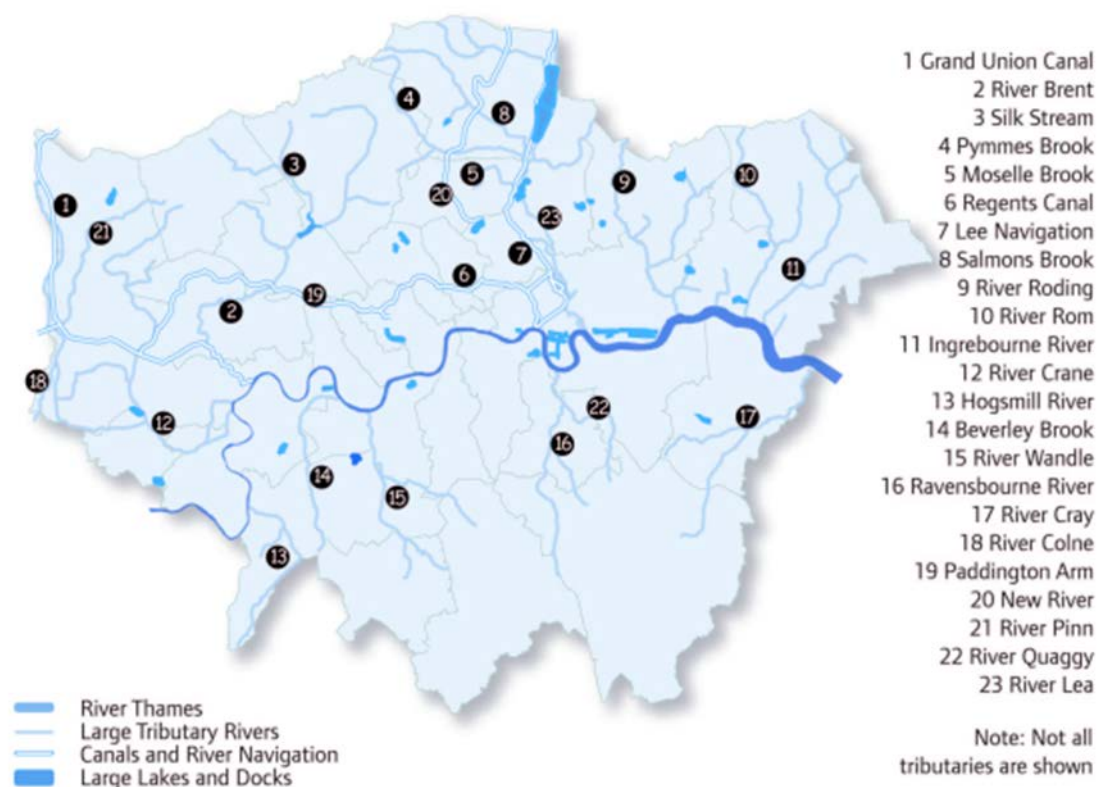 1 Grand Union Canal
2 River Brent
3 Silk Stream
4 Pymmes Brook
5 Moselle Brook
6 Regents Canal
7 Lee Navigation
8 Salmons Brook
9 River Roding
10 River Rom
11 Ingrebourne River
12 River Crane
13 Hogsmill River
14 Beverley Brook
15 River Wandle
16 Ravensbourne River
17 River Cray
18 River Colne
19 Paddington Arm
20 New River
21 River Pinn
22 River Quaggy
23 River Lea
Note: Not all
tributaries are shown
4
8
3
5
9
10
20
1
21
23
7
6
11
19
2
18
12
22
17
16
14
15
13
River Thames
Large Tributary Rivers
Canals and River Navigation
Large Lakes and Docks